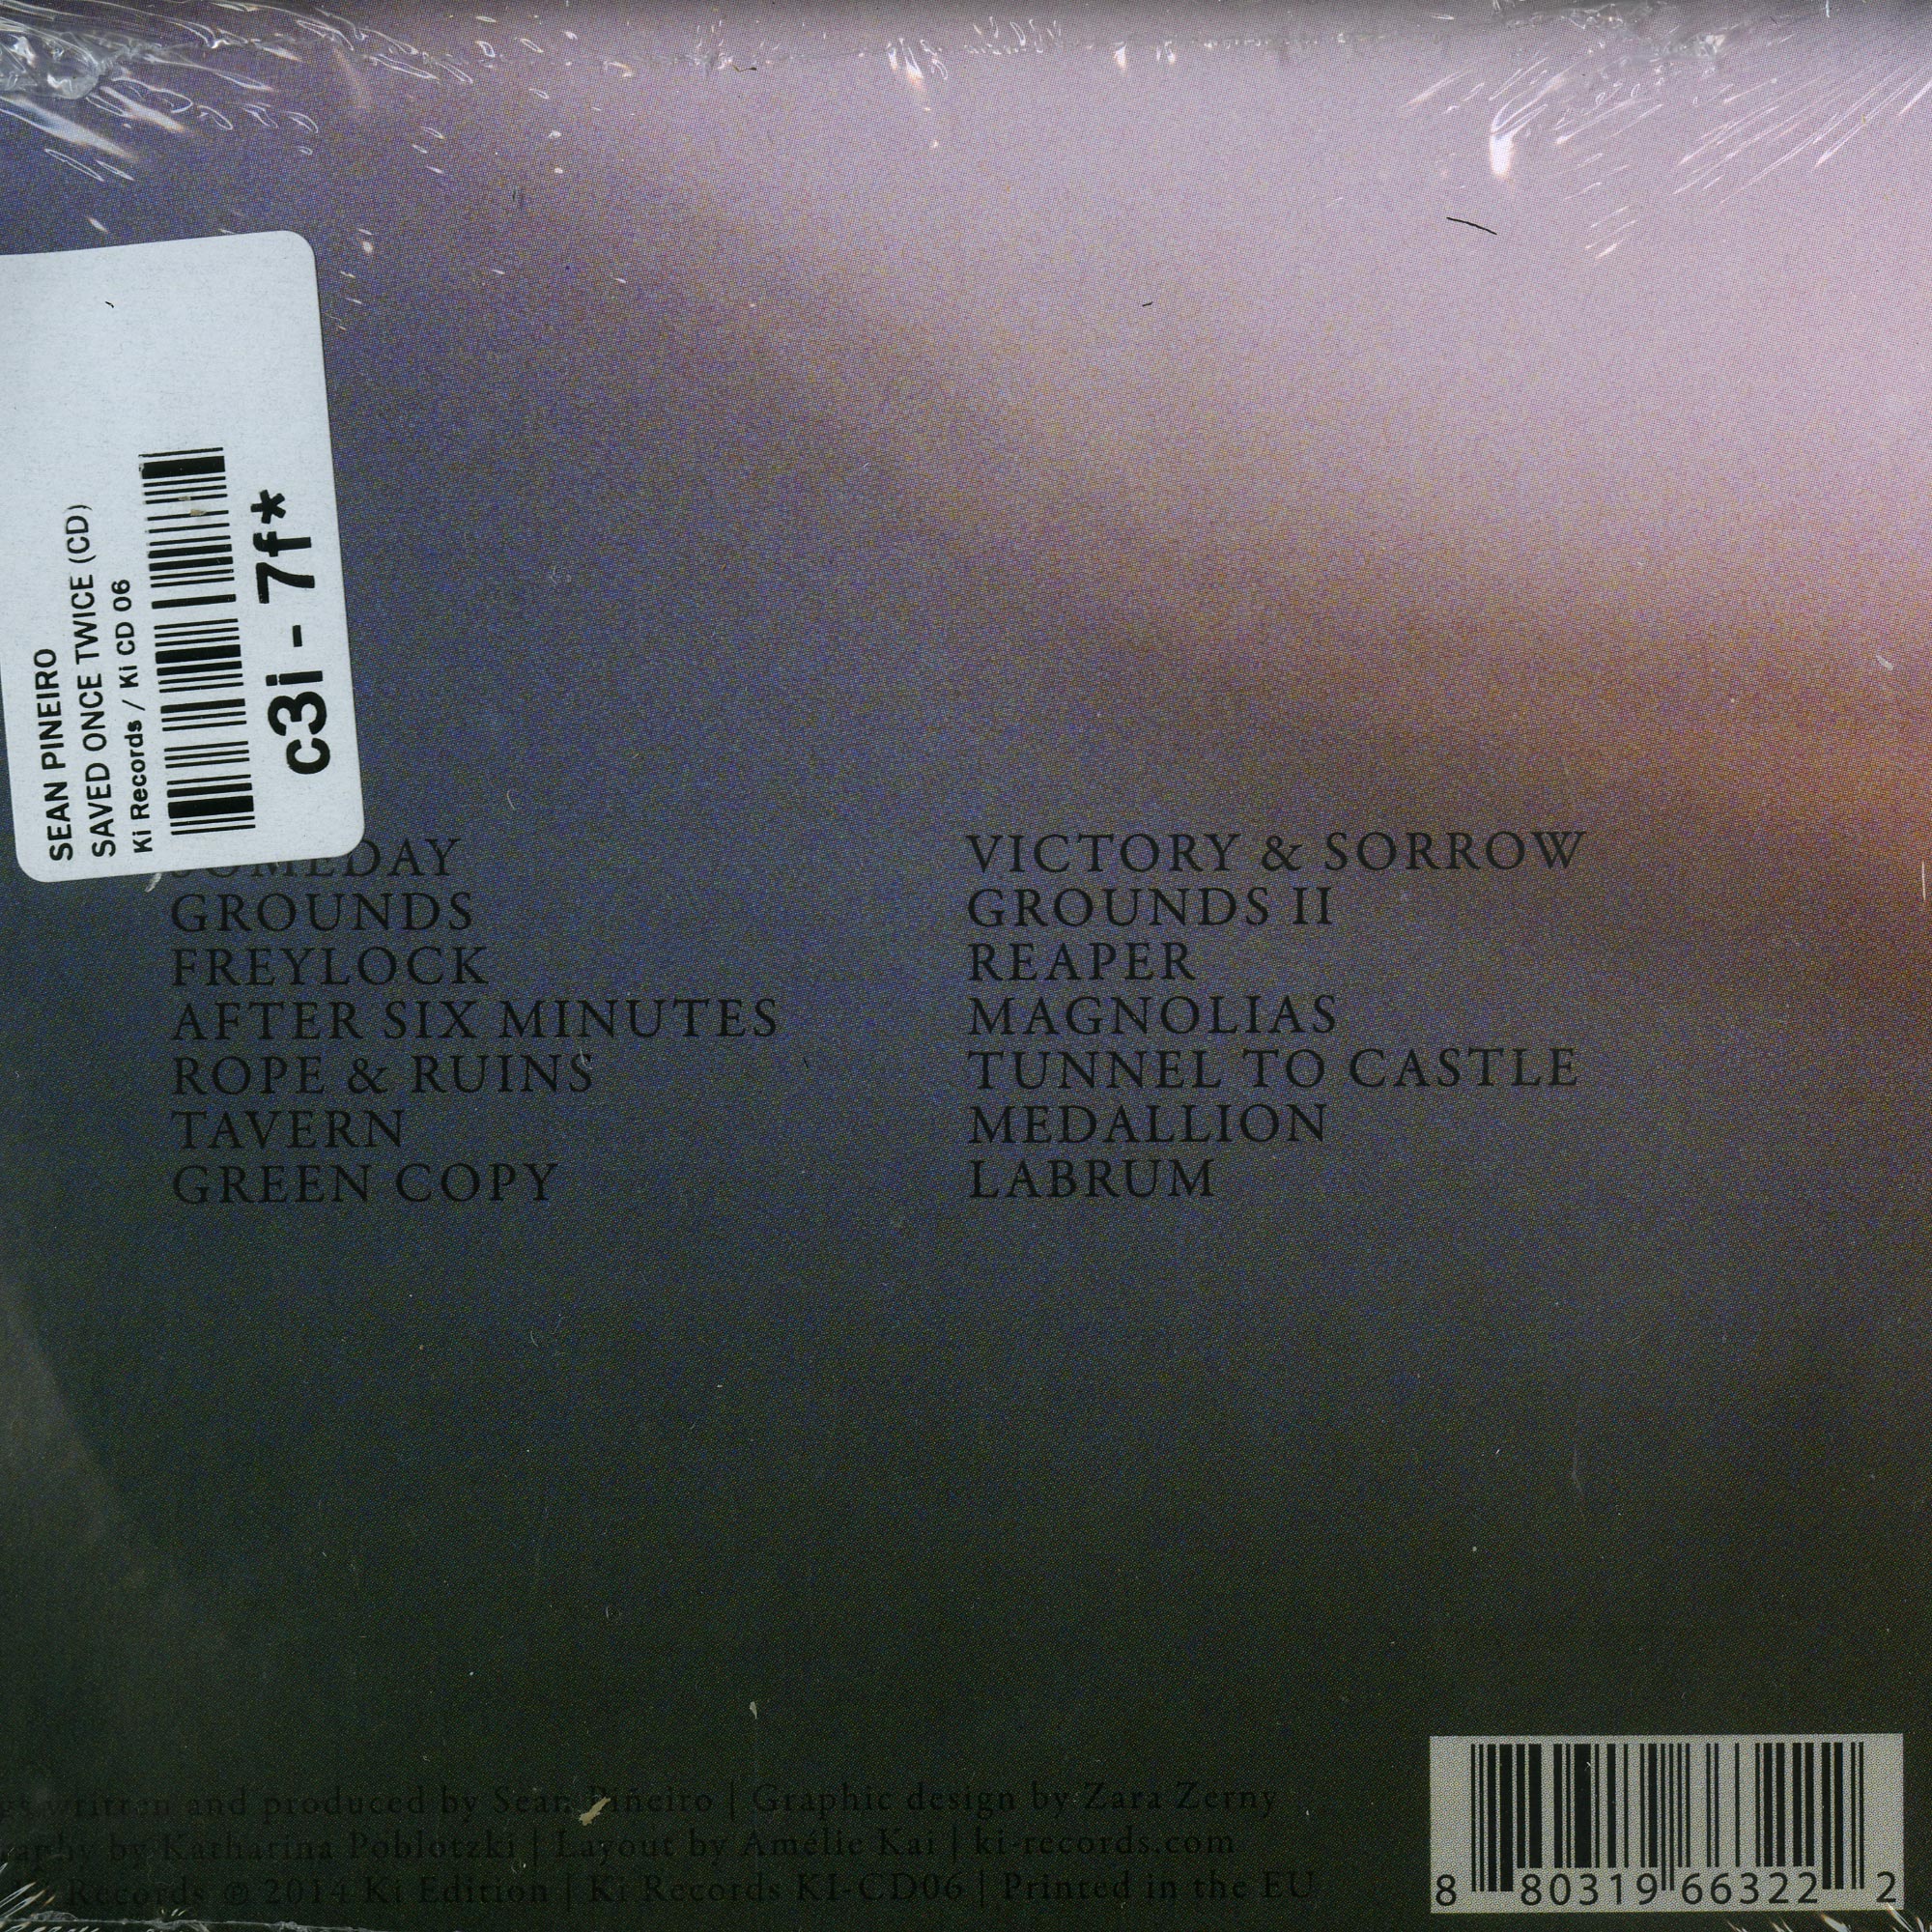 SEAN PINEIRO
SAVED ONCE TWICE (CD)
Ki Records / Ki CD 06
c3i - 7f*
SOMEDAY
GROUNDS
FREYLOCK
AFTER SIX MINUTES
ROPE & RUINS
TAVERN
GREEN COPY
VICTORY & SORROW
GROUNDS II
REAPER
MAGNOLIAS
TUNNEL TO CASTLE
MEDALLION
LABRUM
written and produced by Sean Piñeiro | Graphic design by Zara Zerny
by Katharina Poblotzki | Layout by Amélie Kai | ki-records.com
Records ℗ 2014 Ki Edition | Ki Records KI-CD06 | Printed in the EU
8 80319 66322 2